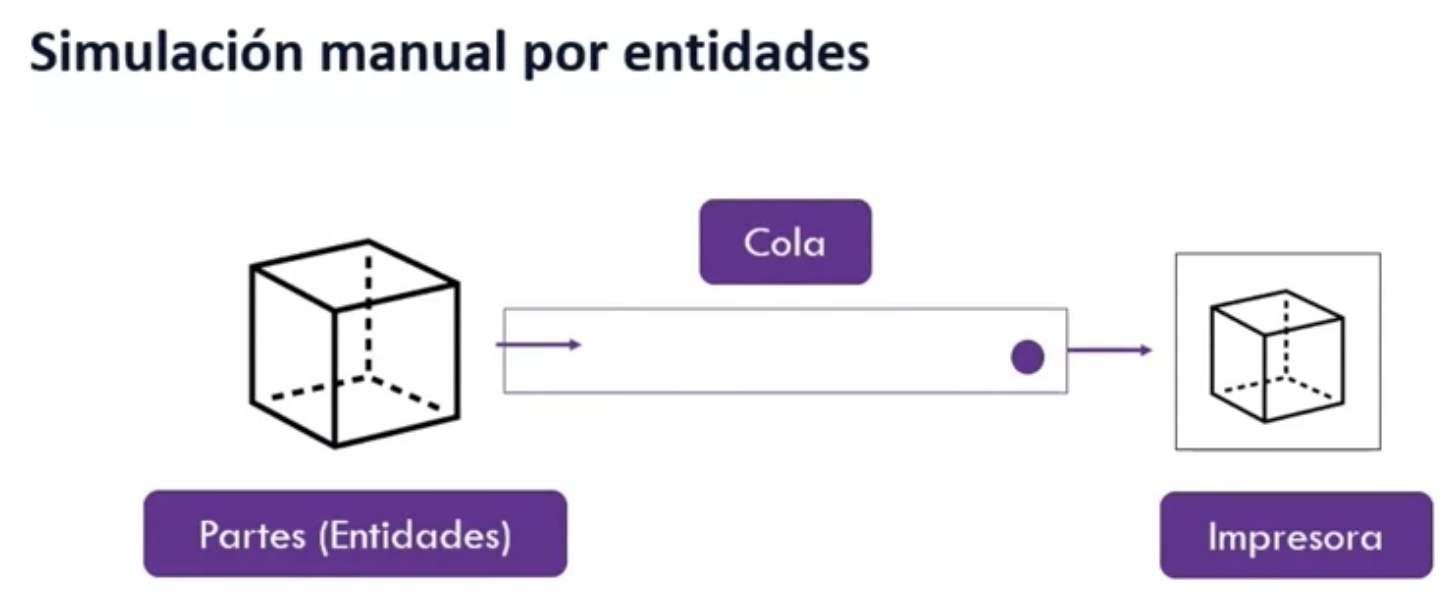 Simulación manual por entidades
Cola
Partes (Entidades)
Impresora